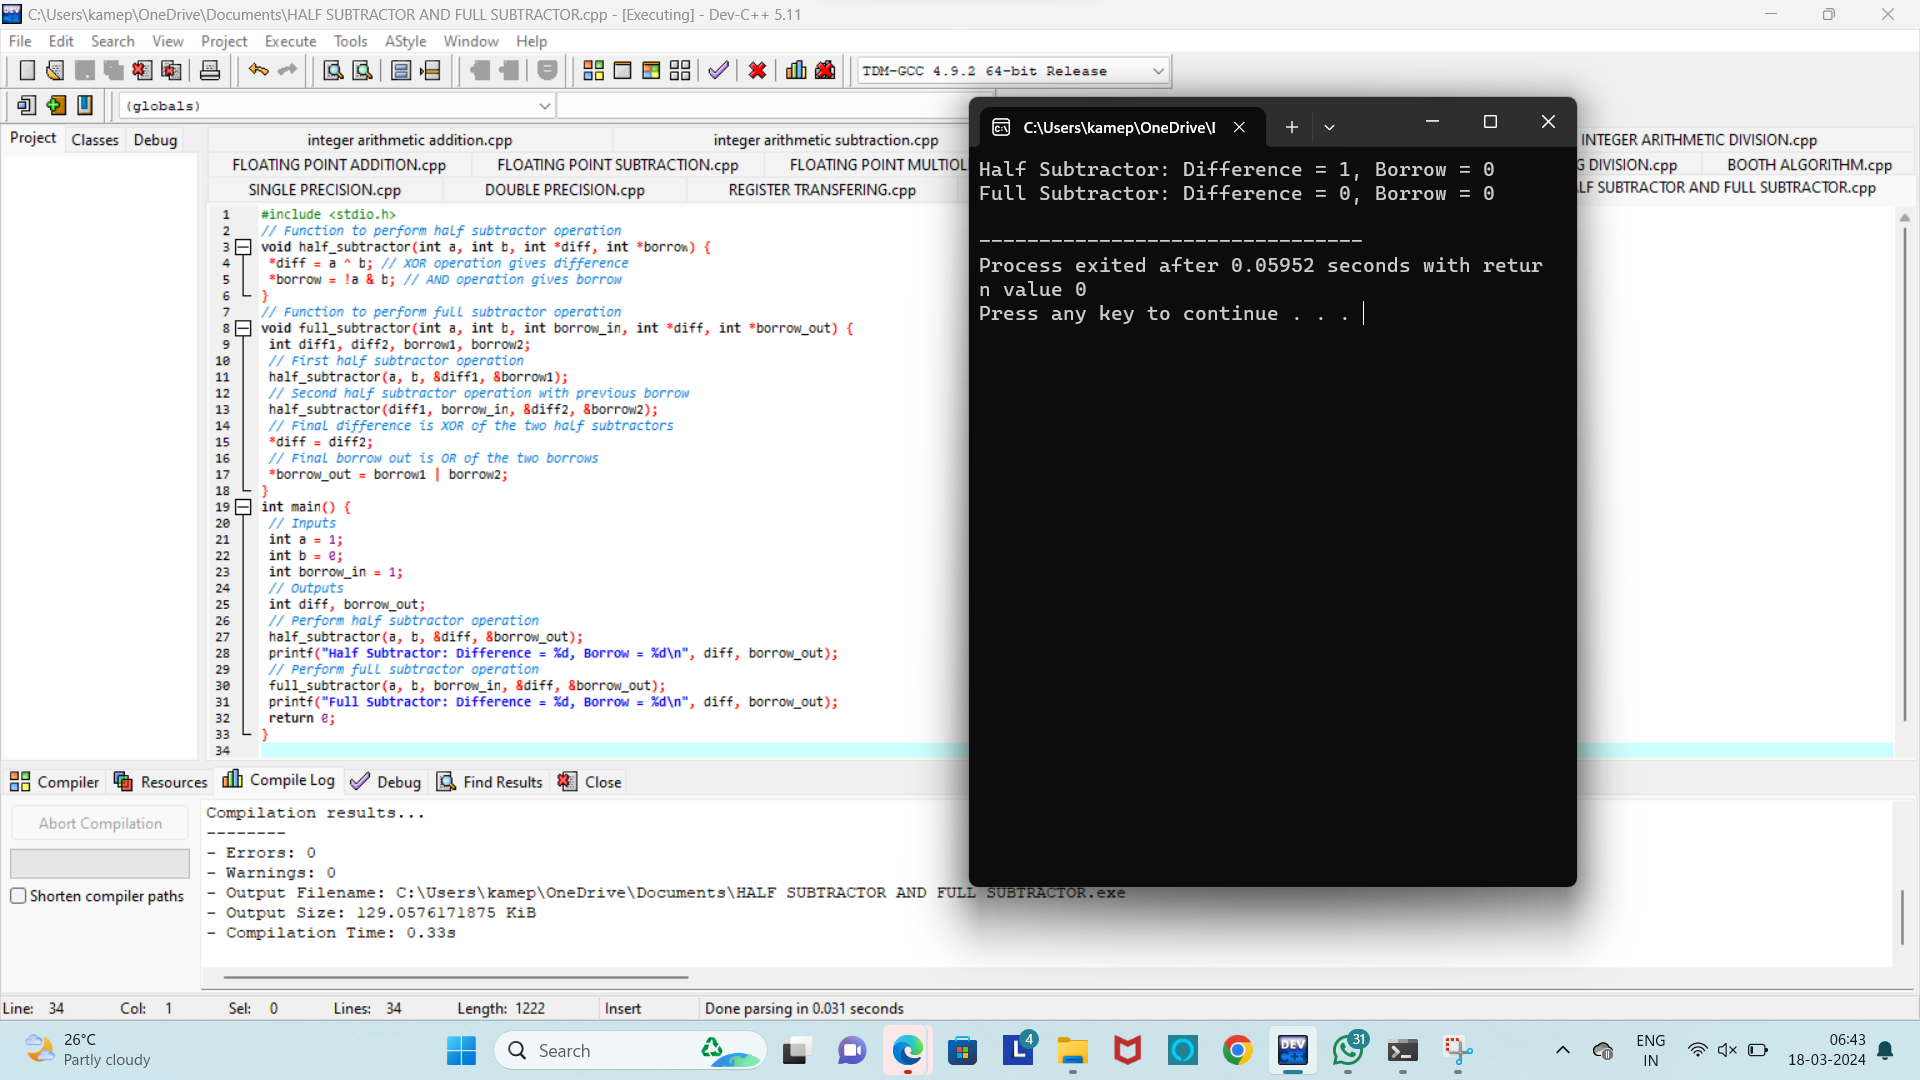 C:\Users\kamep\OneDrive\Documents\HALF SUBTRACTOR AND FULL SUBTRACTOR.cpp - [Executing] - Dev-C++ 5.11
File Edit Search View Project Execute Tools AStyle Window Help
TDM-GCC 4.9.2 64-bit Release
(globals)
Project Classes Debug
integer arithmetic addition.cpp integer arithmetic subtraction.cpp INTEGER ARITHMETIC DIVISION.cpp
FLOATING POINT ADDITION.cpp FLOATING POINT SUBTRACTION.cpp FLOATING POINT MULTIOL G DIVISION.cpp BOOTH ALGORITHM.cpp
SINGLE PRECISION.cpp DOUBLE PRECISION.cpp REGISTER TRANSFERING.cpp LF SUBTRACTOR AND FULL SUBTRACTOR.cpp
1 #include <stdio.h>
2 // Function to perform half subtractor operation
3 void half_subtractor(int a, int b, int *diff, int *borrow) {
4 *diff = a ^ b; // XOR operation gives difference
5 *borrow = !a & b; // AND operation gives borrow
6 }
7 // Function to perform full subtractor operation
8 void full_subtractor(int a, int b, int borrow_in, int *diff, int *borrow_out) {
9 int diff1, diff2, borrow1, borrow2;
10 // First half subtractor operation
11 half_subtractor(a, b, &diff1, &borrow1);
12 // Second half subtractor operation with previous borrow
13 half_subtractor(diff1, borrow_in, &diff2, &borrow2);
14 // Final difference is XOR of the two half subtractors
15 *diff = diff2;
16 // Final borrow out is OR of the two borrows
17 *borrow_out = borrow1 | borrow2;
18 }
19 int main() {
20 // Inputs
21 int a = 1;
22 int b = 0;
23 int borrow_in = 1;
24 // Outputs
25 int diff, borrow_out;
26 // Perform half subtractor operation
27 half_subtractor(a, b, &diff, &borrow_out);
28 printf("Half Subtractor: Difference = %d, Borrow = %d\n", diff, borrow_out);
29 // Perform full subtractor operation
30 full_subtractor(a, b, borrow_in, &diff, &borrow_out);
31 printf("Full Subtractor: Difference = %d, Borrow = %d\n", diff, borrow_out);
32 return 0;
33 }
34
C:\Users\kamep\OneDrive\I
Half Subtractor: Difference = 1, Borrow = 0
Full Subtractor: Difference = 0, Borrow = 0
--------------------------------
Process exited after 0.05952 seconds with retur
n value 0
Press any key to continue . . .
Compiler Resources Compile Log Debug Find Results Close
Abort Compilation
Shorten compiler paths
Compilation results...
--------
- Errors: 0
- Warnings: 0
- Output Filename: C:\Users\kamep\OneDrive\Documents\HALF SUBTRACTOR AND FULL SUBTRACTOR.exe
- Output Size: 129.0576171875 KiB
- Compilation Time: 0.33s
Line: 34 Col: 1 Sel: 0 Lines: 34 Length: 1222 Insert Done parsing in 0.031 seconds
26°C
Partly cloudy
Search
L 4
DEV C++
31
ENG
IN
06:43
18-03-2024